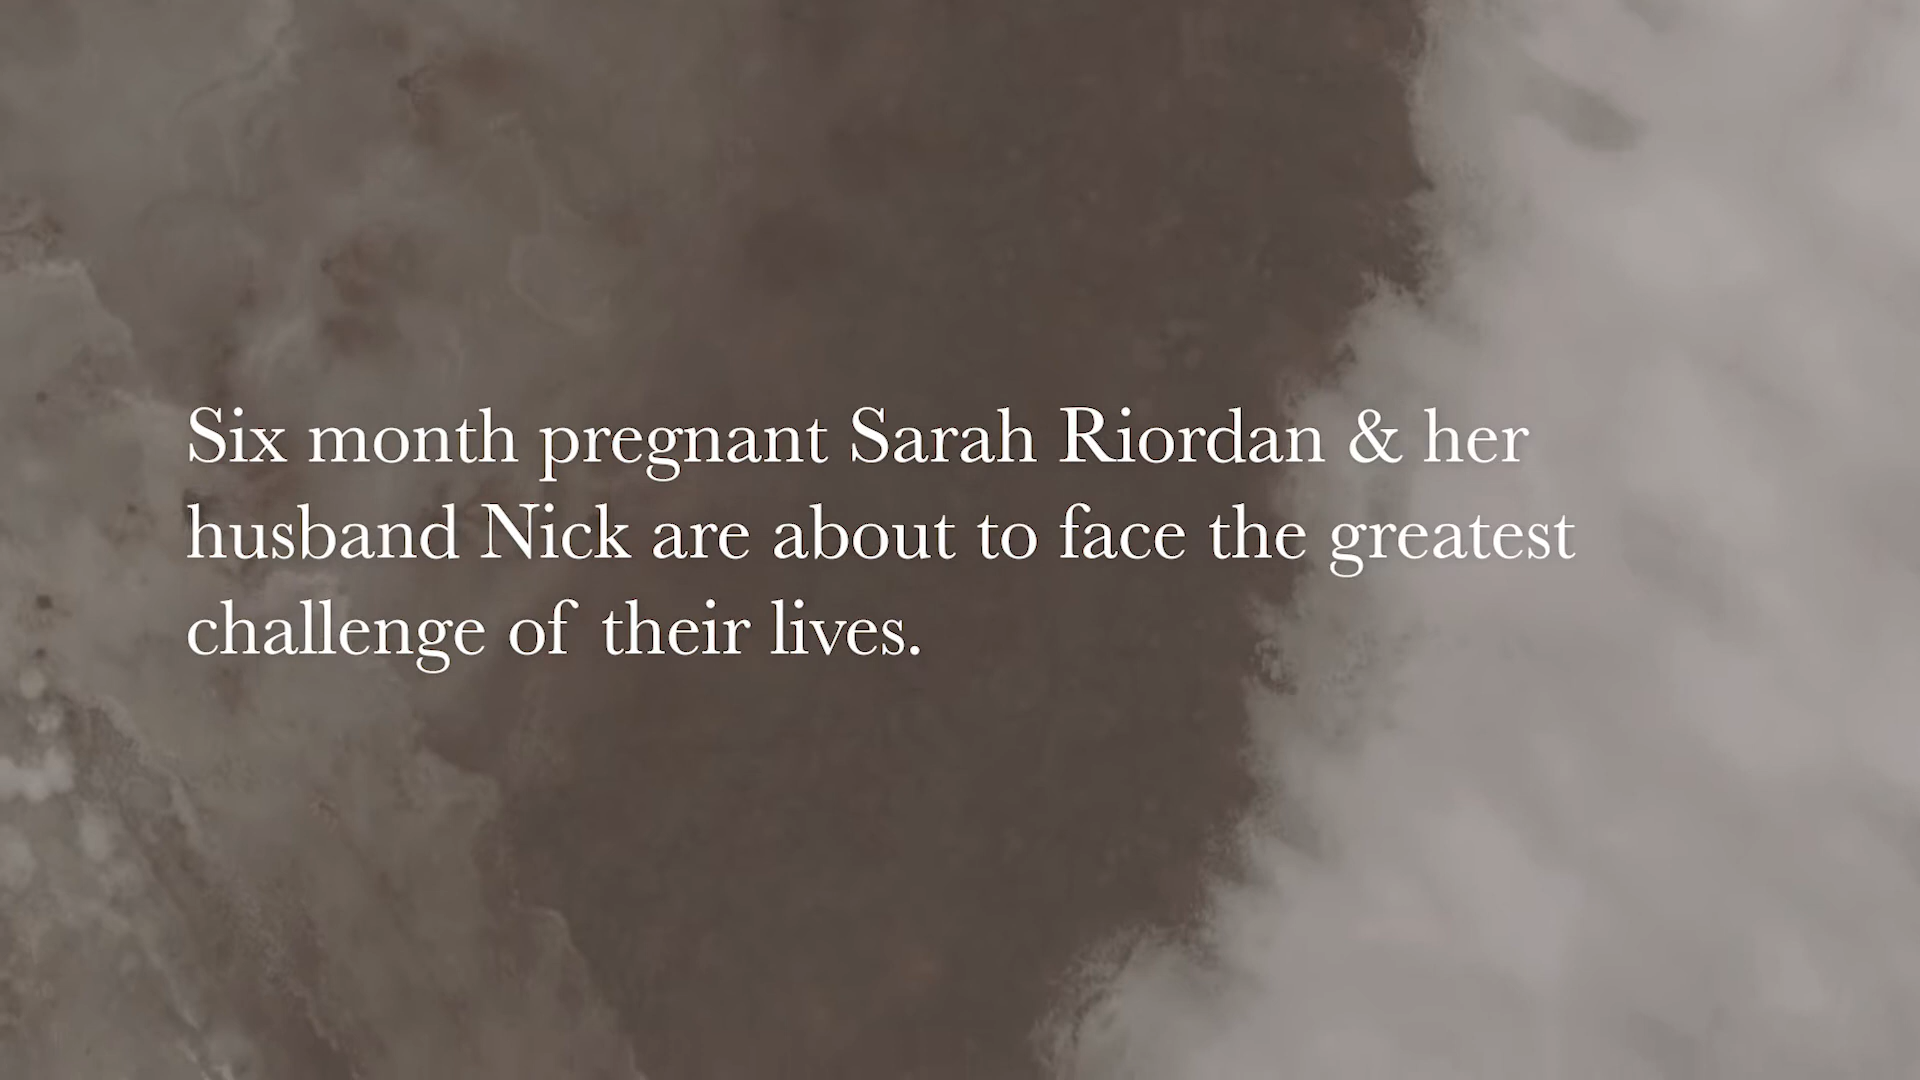 Six month pregnant Sarah Riordan & her
husband Nick are about to face the greatest
challenge of their lives.